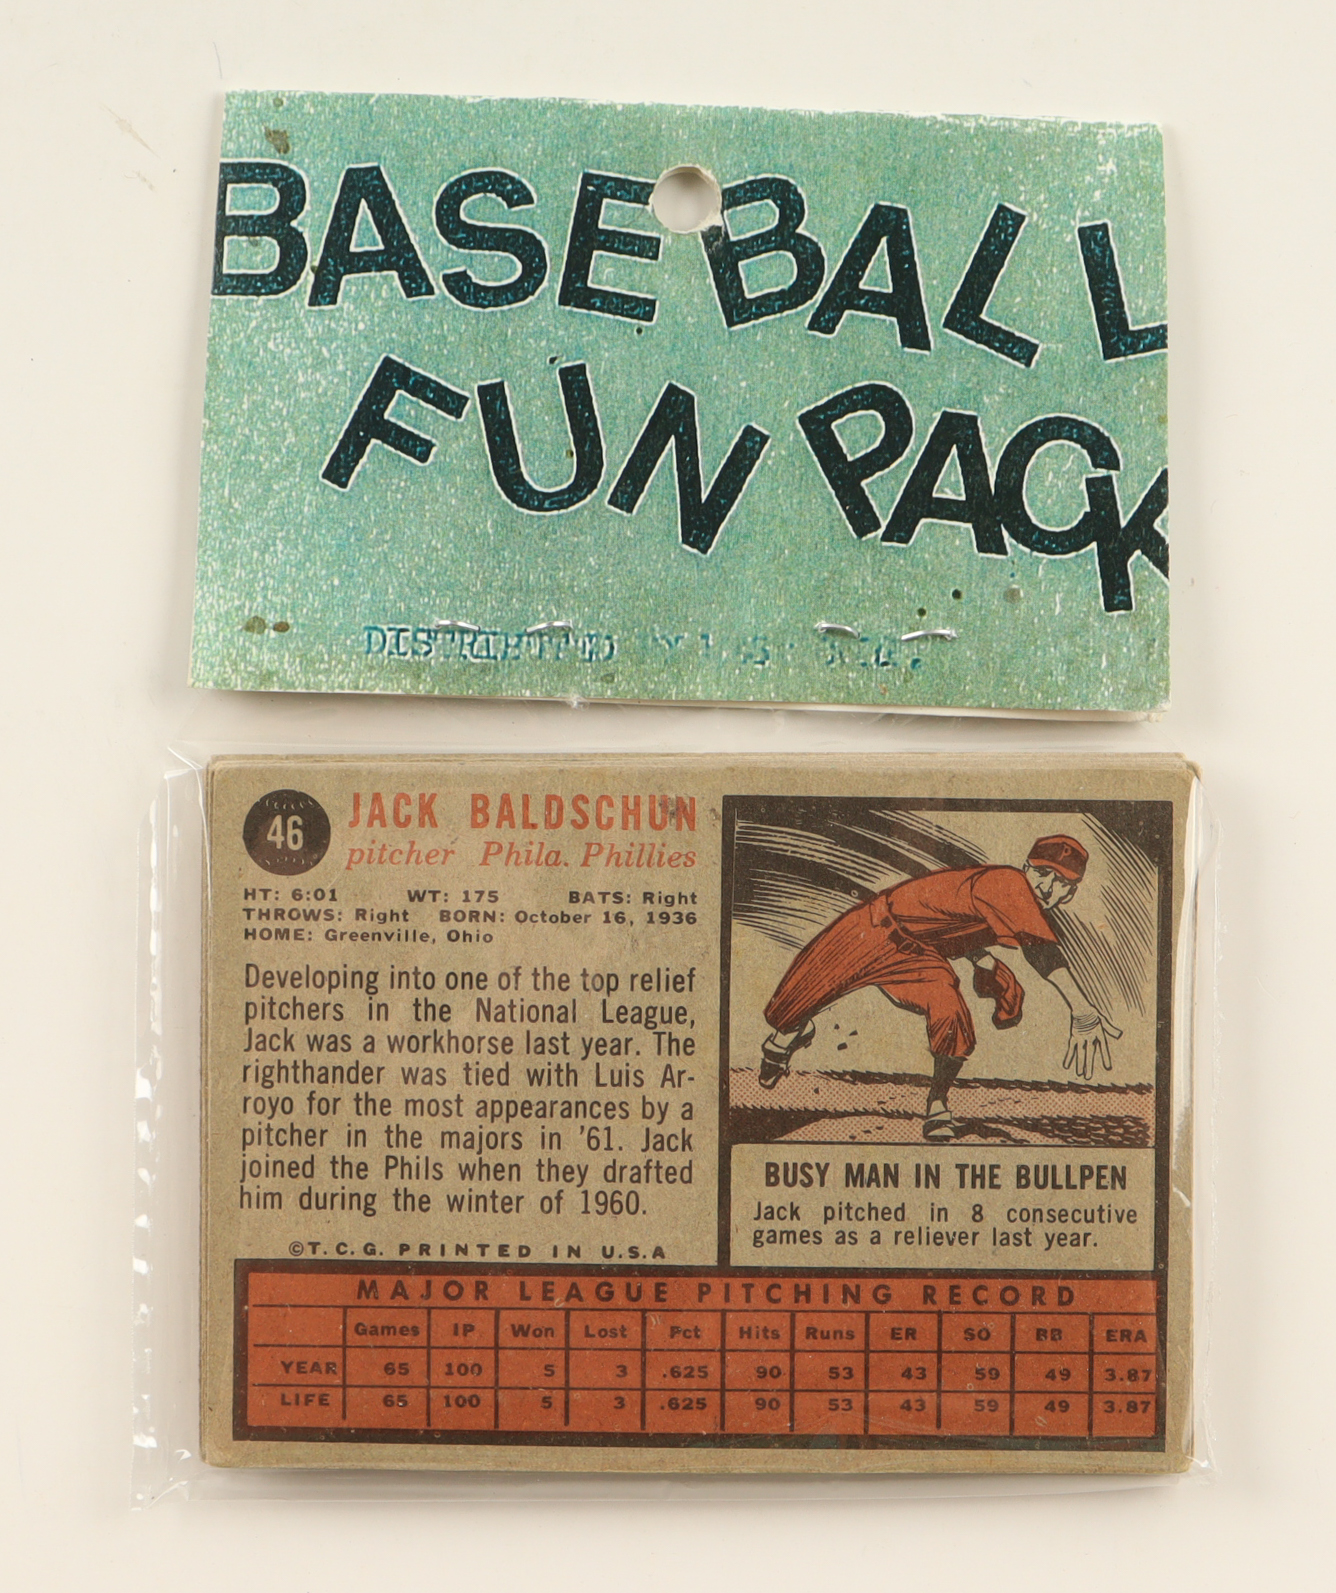 BASEBALL
FUN PACK
DISTRIBUTED
46
JACK BALDSCHUN
pitcher Phila. Phillies
HT: 6:01 WT: 175 BATS: Right
THROWS: Right BORN: October 16, 1936
HOME: Greenville, Ohio
Developing into one of the top relief
pitchers in the National League,
Jack was a workhorse last year. The
righthander was tied with Luis Ar-
royo for the most appearances by a
pitcher in the majors in '61. Jack
joined the Phils when they drafted
him during the winter of 1960.
©T.C.G. PRINTED IN U.S.A
P
BUSY MAN IN THE BULLPEN
Jack pitched in 8 consecutive
games as a reliever last year.
MAJOR LEAGUE PITCHING RECORD
Games IP Won Lost Pct Hits Runs ER SO BB ERA
YEAR 65 100 5 3 .625 90 53 43 59 49 3.87
LIFE 65 100 5 3 .625 90 53 43 59 49 3.87